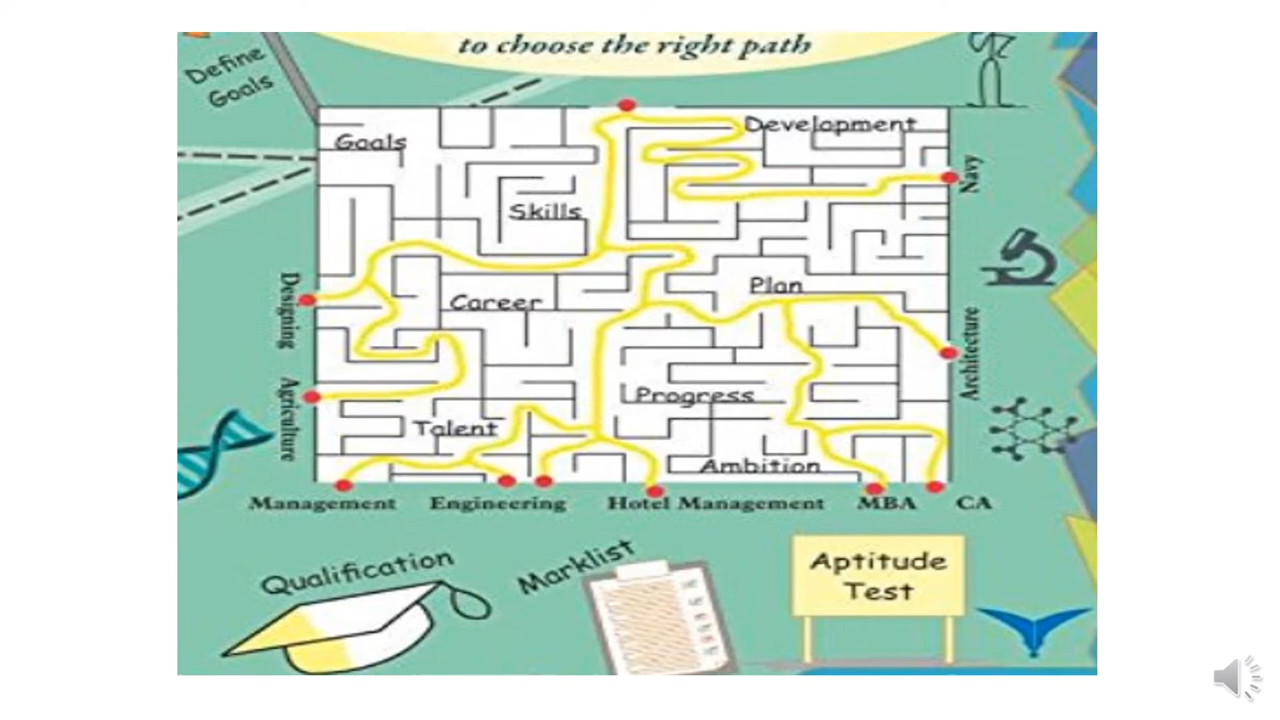 to choose the right path
Define
Goals
Development
Goals
Navy
Skills
Plan
Designing
Career
Architecture
Progress
Agriculture
Talent
Ambition
Management Engineering Hotel Management MBA CA
Qualification
Marklist
Aptitude
Test